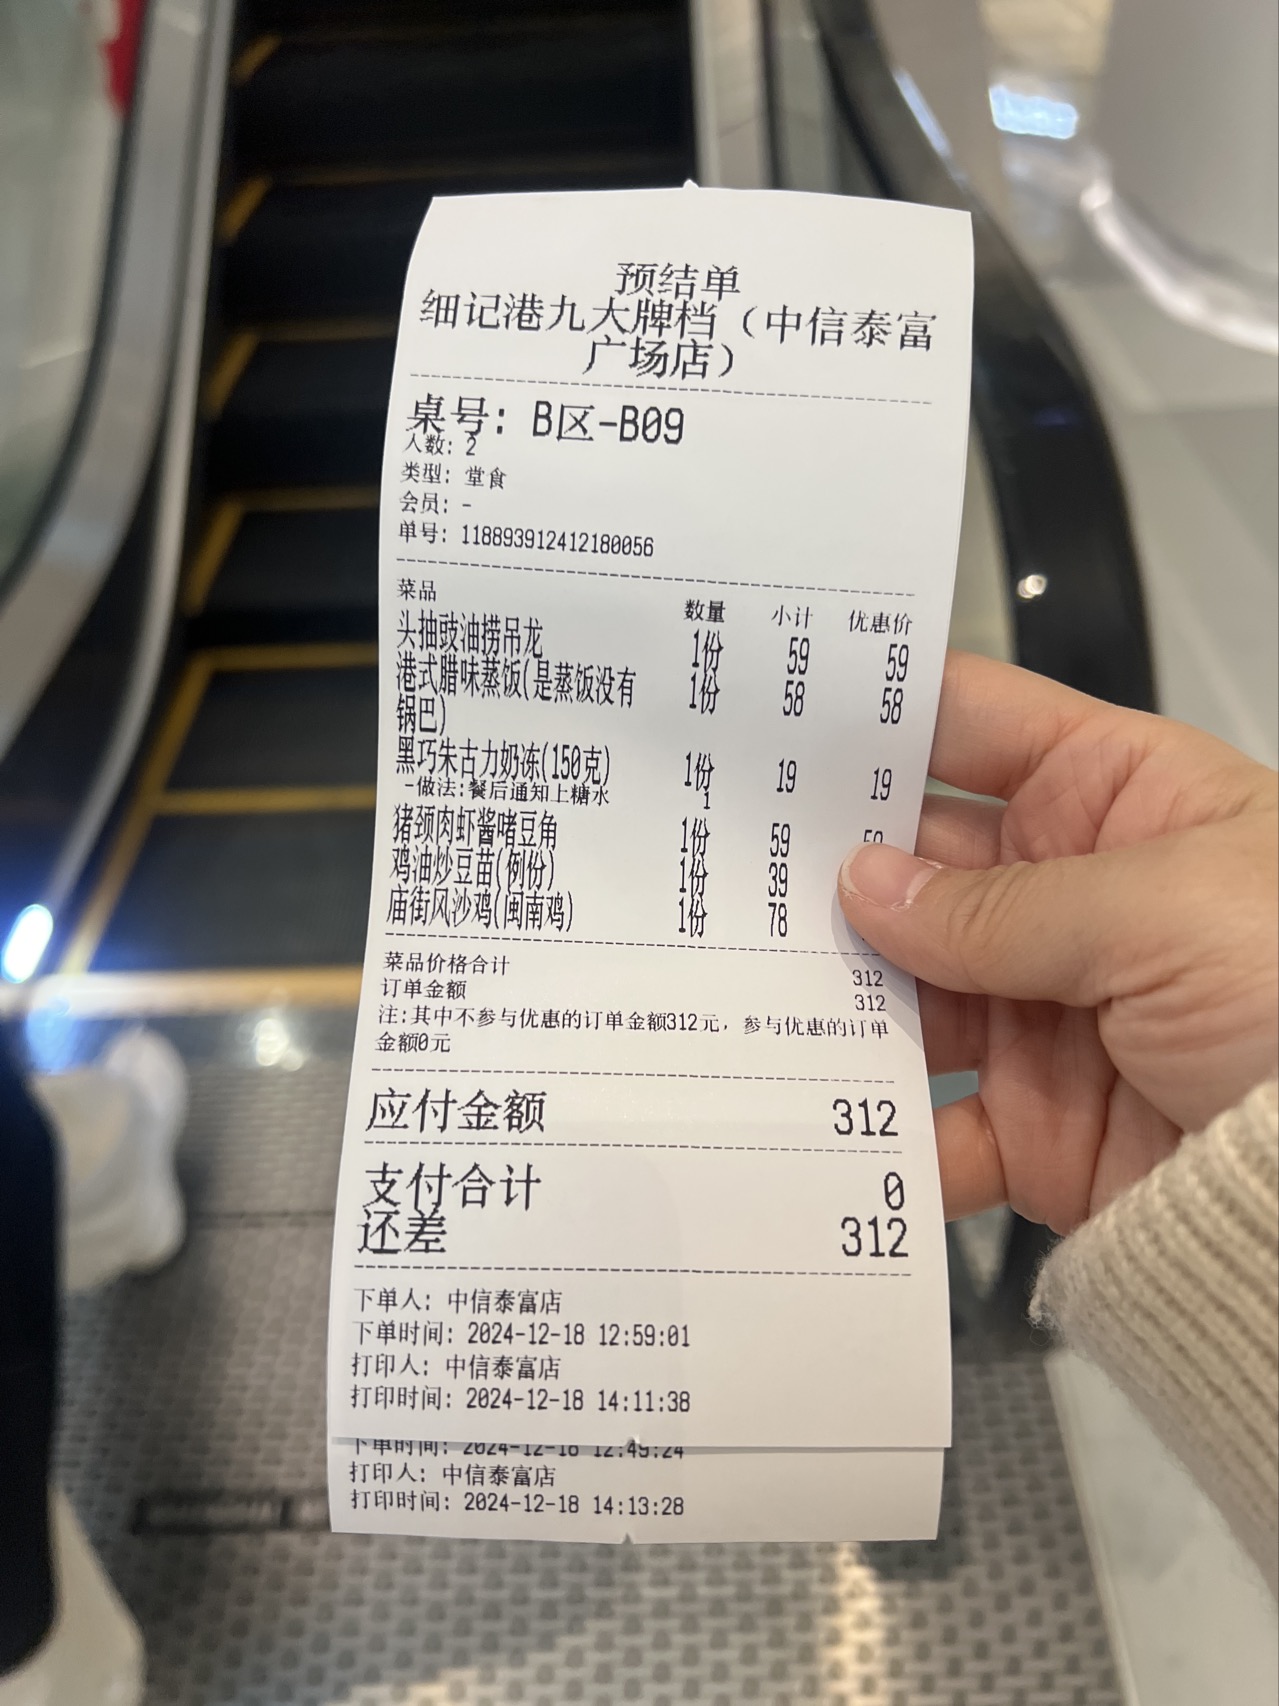 预结单
细记港九大牌档（中信泰富
广场店）
桌号: B区-B09
人数: 2
类型: 堂食
会员: -
单号: 118893912412180056
菜品 数量 小计 优惠价
头抽豉油捞吊龙 1份 59 59
港式腊味蒸饭(是蒸饭没有 1份 58 58
锅巴)
黑巧朱古力奶冻(150克) 1份 19 19
-做法:餐后通知上糖水 1
猪颈肉虾酱啫豆角 1份 59
鸡油炒豆苗(例份) 1份 39
庙街风沙鸡(闽南鸡) 1份 78
菜品价格合计 312
订单金额 312
注:其中不参与优惠的订单金额312元，参与优惠的订单
金额0元
应付金额 312
支付合计 0
还差 312
下单人: 中信泰富店
下单时间: 2024-12-18 12:59:01
打印人: 中信泰富店
打印时间: 2024-12-18 14:11:38
下单时间: 2024-12-18 12:49:24
打印人: 中信泰富店
打印时间: 2024-12-18 14:13:28